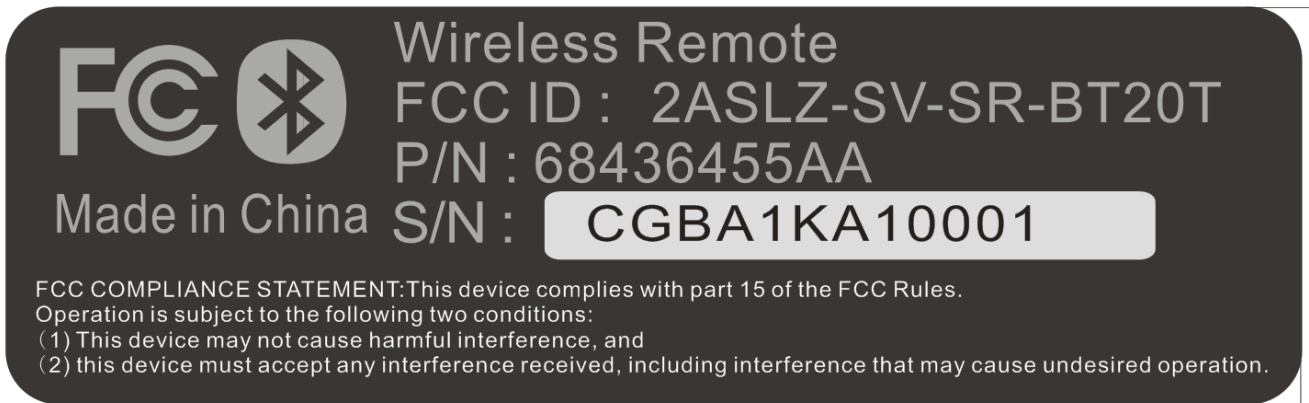 FC
Wireless Remote
FCC ID :  2ASLZ-SV-SR-BT20T
P/N : 68436455AA
Made in China
S/N :  CGBA1KA10001
FCC COMPLIANCE STATEMENT:This device complies with part 15 of the FCC Rules.
Operation is subject to the following two conditions:
(1) This device may not cause harmful interference, and
(2) this device must accept any interference received, including interference that may cause undesired operation.